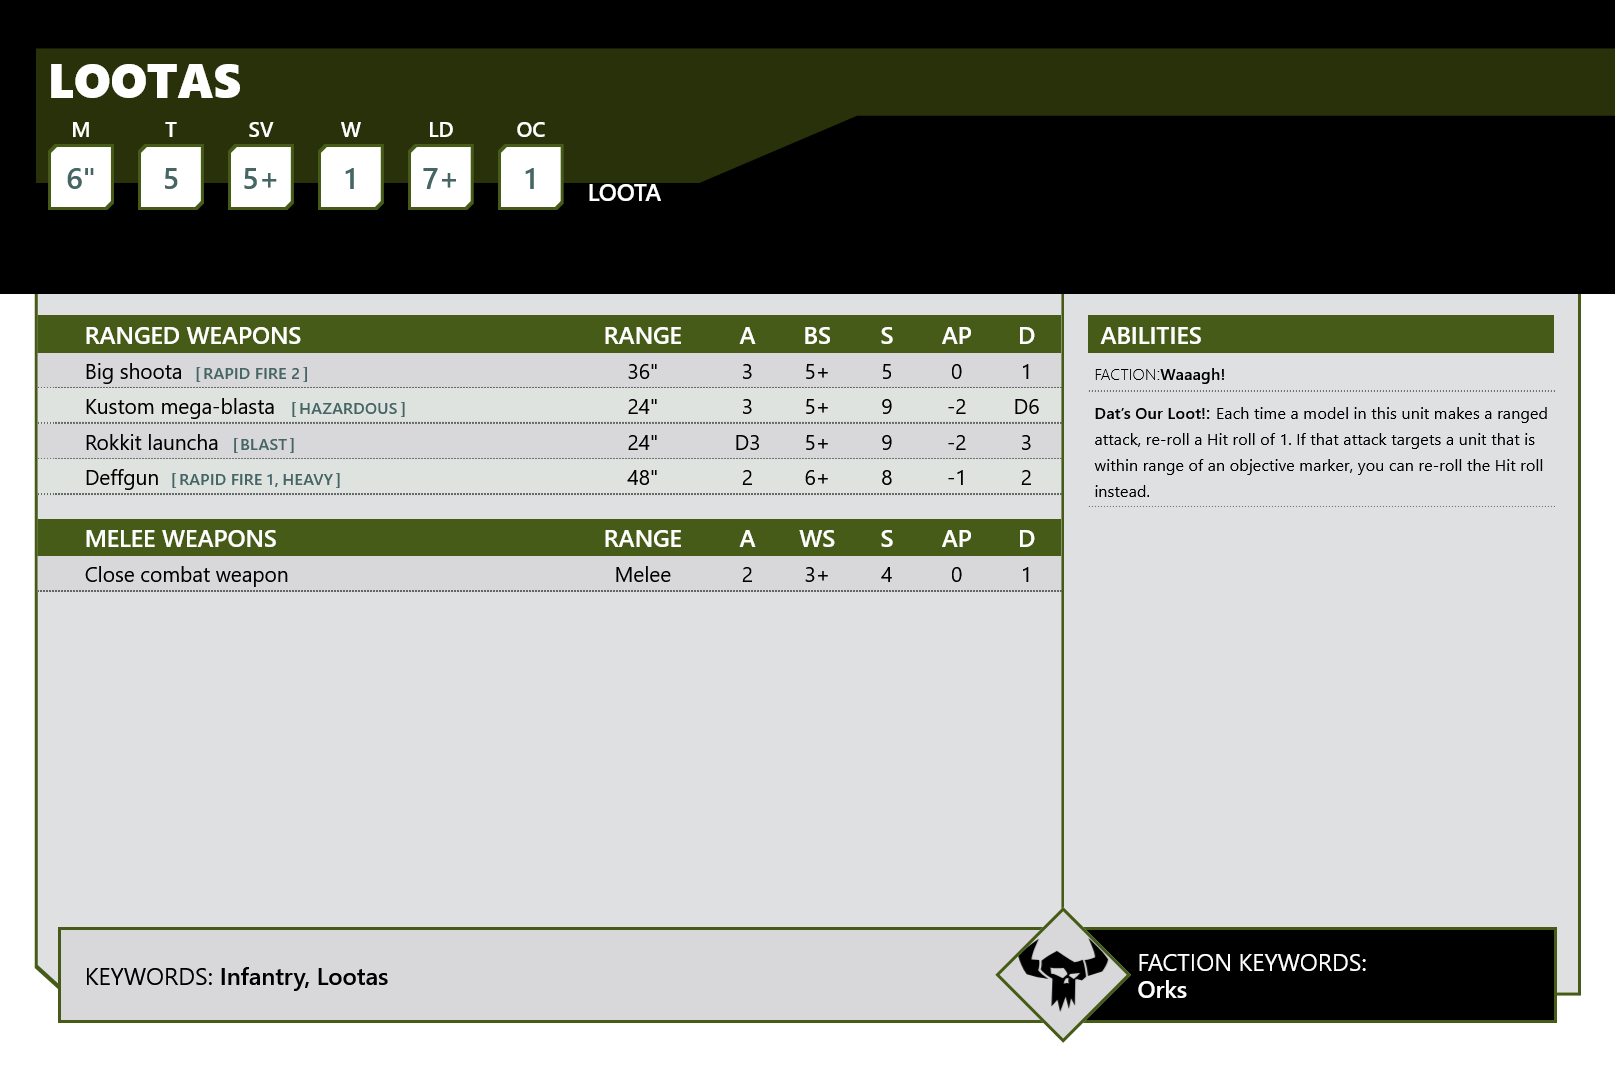 LOOTAS
M T SV W LD OC
6" 5 5+ 1 7+ 1 LOOTA
RANGED WEAPONS RANGE A BS S AP D
Big shoota [RAPID FIRE 2] 36" 3 5+ 5 0 1
Kustom mega-blasta [HAZARDOUS] 24" 3 5+ 9 -2 D6
Rokkit launcha [BLAST] 24" D3 5+ 9 -2 3
Deffgun [RAPID FIRE 1, HEAVY] 48" 2 6+ 8 -1 2
MELEE WEAPONS RANGE A WS S AP D
Close combat weapon Melee 2 3+ 4 0 1
ABILITIES
FACTION:Waaagh!
Dat's Our Loot!: Each time a model in this unit makes a ranged
attack, re-roll a Hit roll of 1. If that attack targets a unit that is
within range of an objective marker, you can re-roll the Hit roll
instead.
KEYWORDS: Infantry, Lootas
FACTION KEYWORDS:
Orks